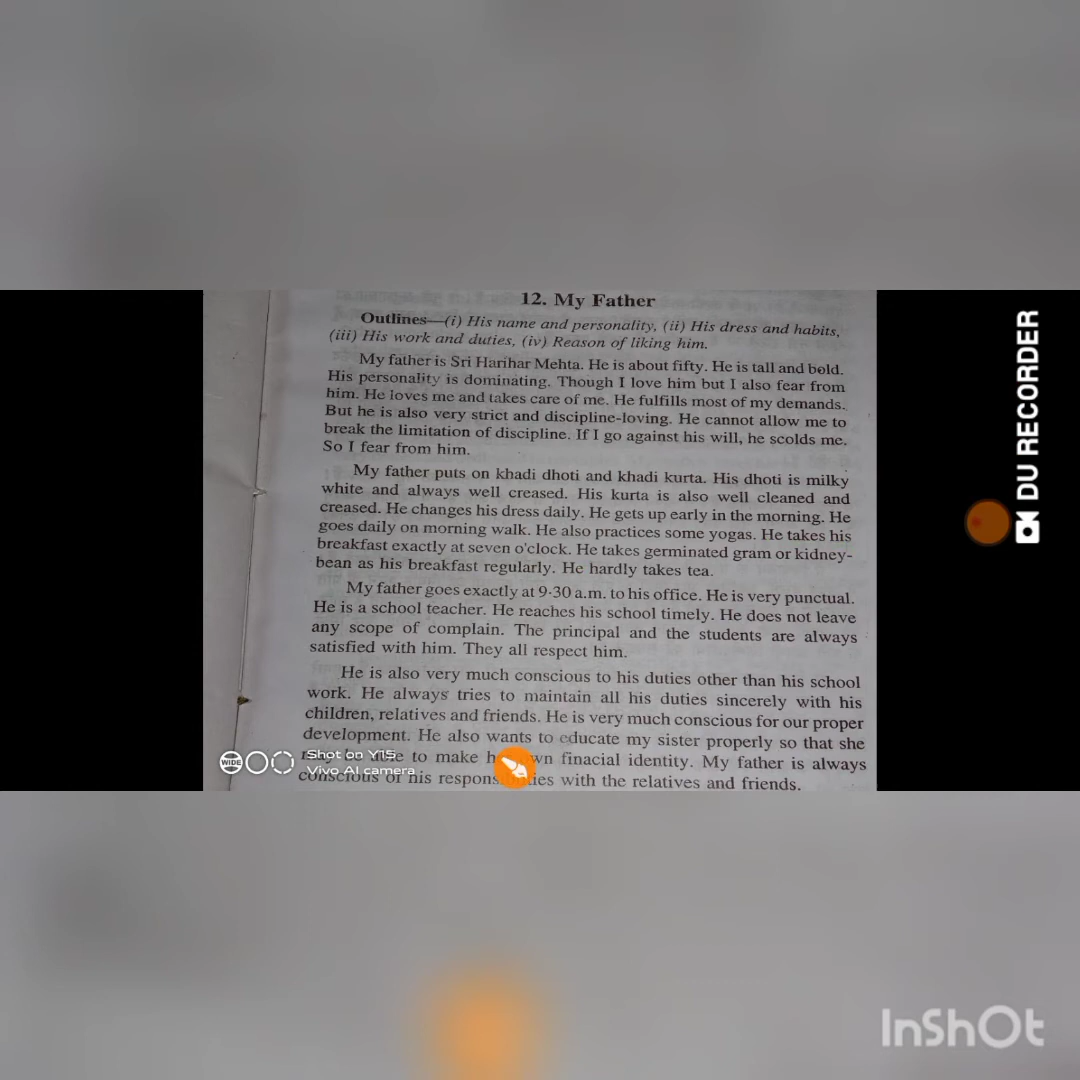 12. My Father
Outlines—(i) His name and personality, (ii) His dress and habits,
(iii) His work and duties, (iv) Reason of liking him.
My father is Sri Harihar Mehta. He is about fifty. He is tall and bold.
His personality is dominating. Though I love him but I also fear from
him. He loves me and takes care of me. He fulfills most of my demands.
But he is also very strict and discipline-loving. He cannot allow me to
break the limitation of discipline. If I go against his will, he scolds me.
So I fear from him.
My father puts on khadi dhoti and khadi kurta. His dhoti is milky
white and always well creased. His kurta is also well cleaned and
creased. He changes his dress daily. He gets up early in the morning. He
goes daily on morning walk. He also practices some yogas. He takes his
breakfast exactly at seven o'clock. He takes germinated gram or kidney-
bean as his breakfast regularly. He hardly takes tea.
My father goes exactly at 9·30 a.m. to his office. He is very punctual.
He is a school teacher. He reaches his school timely. He does not leave
any scope of complain. The principal and the students are always
satisfied with him. They all respect him.
He is also very much conscious to his duties other than his school
work. He always tries to maintain all his duties sincerely with his
children, relatives and friends. He is very much conscious for our proper
development. He also wants to educate my sister properly so that she
to make finacial identity. My father is always
conscious of his with the relatives and friends.
WIDE
Shot on Y15
Vivo AI camera
DU RECORDER
InShOt